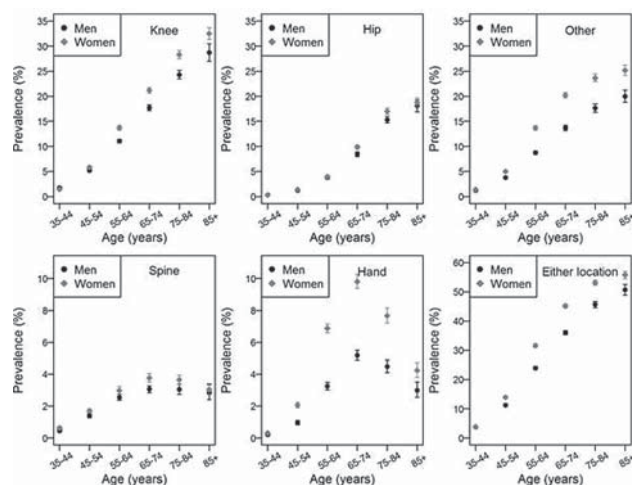 Men
Women
Knee
Prevalence (%)
35
30
25
20
15
10
5
0
35-44
45-54
55-64
65-74
75-84
85+
Age (years)
Men
Women
Hip
Prevalence (%)
35
30
25
20
15
10
5
0
35-44
45-54
55-64
65-74
75-84
85+
Age (years)
Men
Women
Other
Prevalence (%)
35
30
25
20
15
10
5
0
35-44
45-54
55-64
65-74
75-84
85+
Age (years)
Men
Women
Spine
Prevalence (%)
10
8
6
4
2
0
35-44
45-54
55-64
65-74
75-84
85+
Age (years)
Men
Women
Hand
Prevalence (%)
10
8
6
4
2
0
35-44
45-54
55-64
65-74
75-84
85+
Age (years)
Men
Women
Either location
Prevalence (%)
60
50
40
30
20
10
0
35-44
45-54
55-64
65-74
75-84
85+
Age (years)